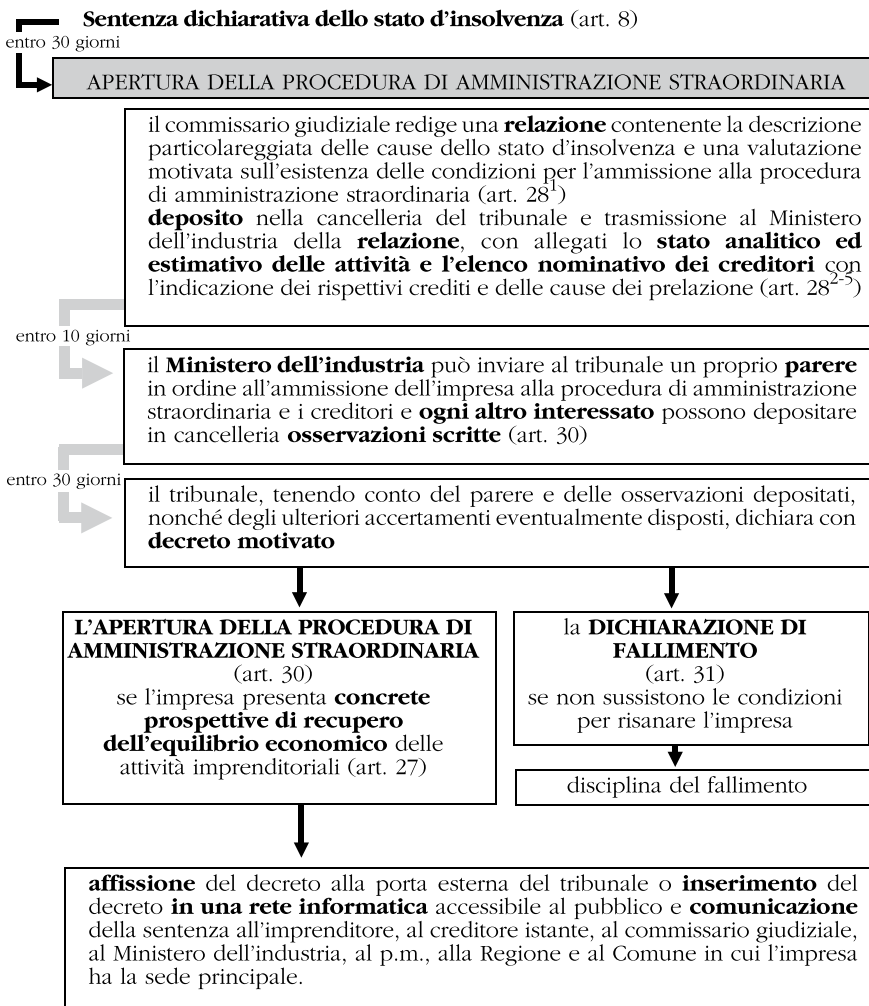 Sentenza dichiarativa dello stato d'insolvenza (art. 8)
entro 30 giorni
APERTURA DELLA PROCEDURA DI AMMINISTRAZIONE STRAORDINARIA
il commissario giudiziale redige una relazione contenente la descrizione
particolareggiata delle cause dello stato d'insolvenza e una valutazione
motivata sull'esistenza delle condizioni per l'ammissione alla procedura
di amministrazione straordinaria (art. 28¹)
deposito nella cancelleria del tribunale e trasmissione al Ministero
dell'industria della relazione, con allegati lo stato analitico ed
estimativo delle attività e l'elenco nominativo dei creditori con
l'indicazione dei rispettivi crediti e delle cause dei prelazione (art. 28²⁻⁵)
entro 10 giorni
il Ministero dell'industria può inviare al tribunale un proprio parere
in ordine all'ammissione dell'impresa alla procedura di amministrazione
straordinaria e i creditori e ogni altro interessato possono depositare
in cancelleria osservazioni scritte (art. 30)
entro 30 giorni
il tribunale, tenendo conto del parere e delle osservazioni depositati,
nonché degli ulteriori accertamenti eventualmente disposti, dichiara con
decreto motivato
L'APERTURA DELLA PROCEDURA DI
AMMINISTRAZIONE STRAORDINARIA
(art. 30)
se l'impresa presenta concrete
prospettive di recupero
dell'equilibrio economico delle
attività imprenditoriali (art. 27)
la DICHIARAZIONE DI
FALLIMENTO
(art. 31)
se non sussistono le condizioni
per risanare l'impresa
disciplina del fallimento
affissione del decreto alla porta esterna del tribunale o inserimento del
decreto in una rete informatica accessibile al pubblico e comunicazione
della sentenza all'imprenditore, al creditore istante, al commissario giudiziale,
al Ministero dell'industria, al p.m., alla Regione e al Comune in cui l'impresa
ha la sede principale.